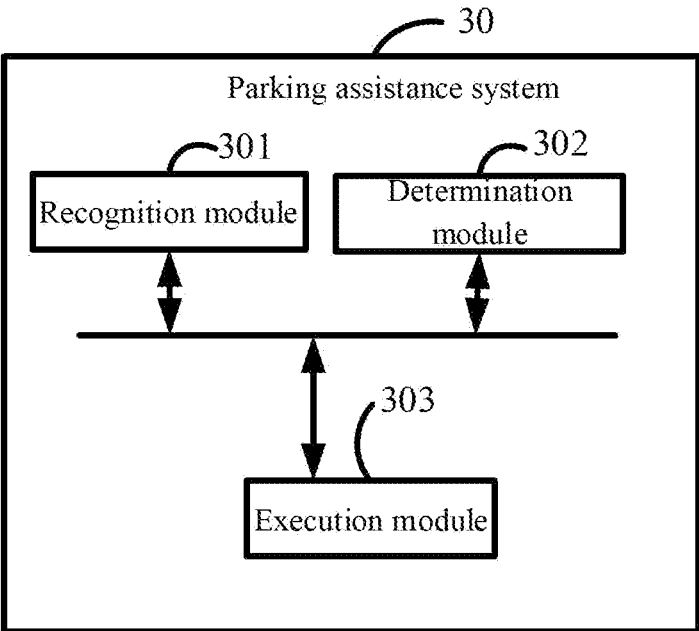 30
Parking assistance system
301
302
Recognition module
Determination
module
303
Execution module